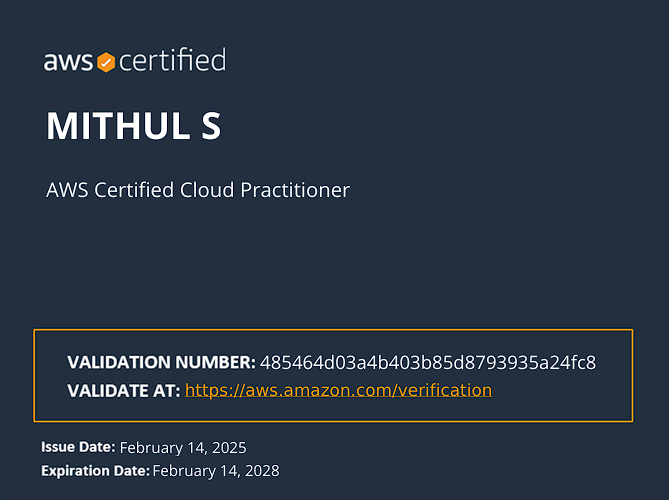 aws certified
MITHUL S
AWS Certified Cloud Practitioner
VALIDATION NUMBER: 485464d03a4b403b85d8793935a24fc8
VALIDATE AT: https://aws.amazon.com/verification
Issue Date: February 14, 2025
Expiration Date: February 14, 2028